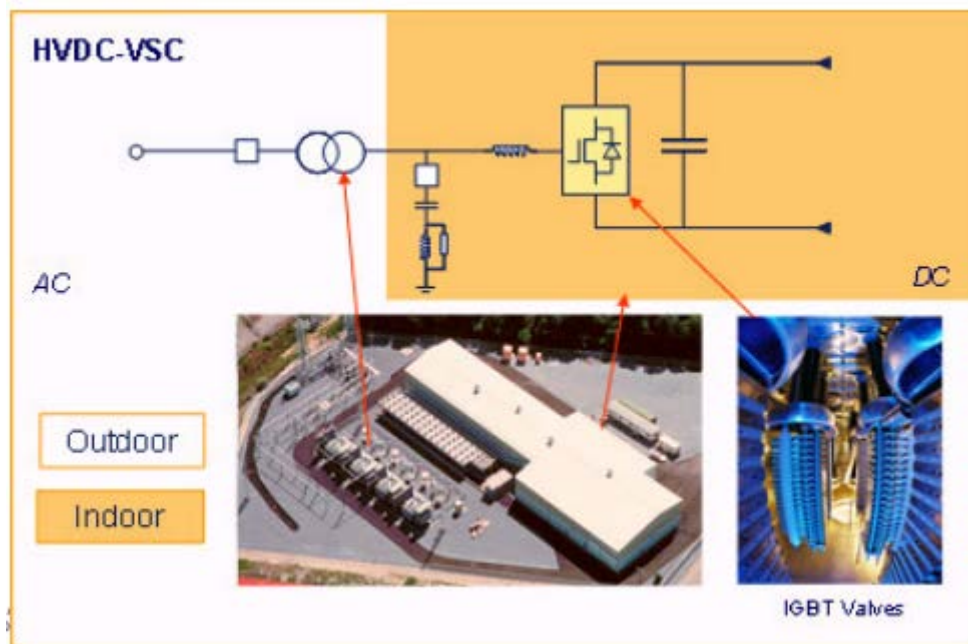 HVDC-VSC
AC
DC
Outdoor
Indoor
IGBT Valves